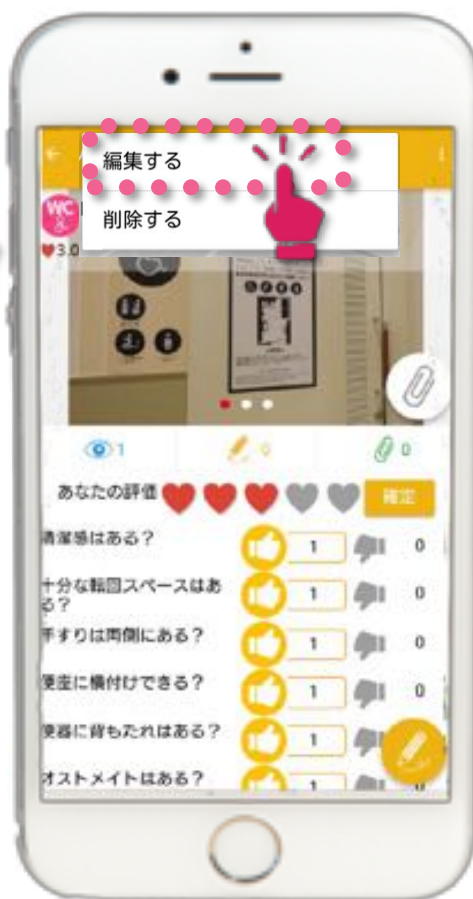 編集する
削除する
WC
3.0
1
0
0
あなたの評価
確定
清潔感はある？
1
0
十分な転回スペースはあ
る？
1
0
手すりは両側にある？
1
0
便座に横付けできる？
1
0
便器に背もたれはある？
1
オストメイトはある？
1
0